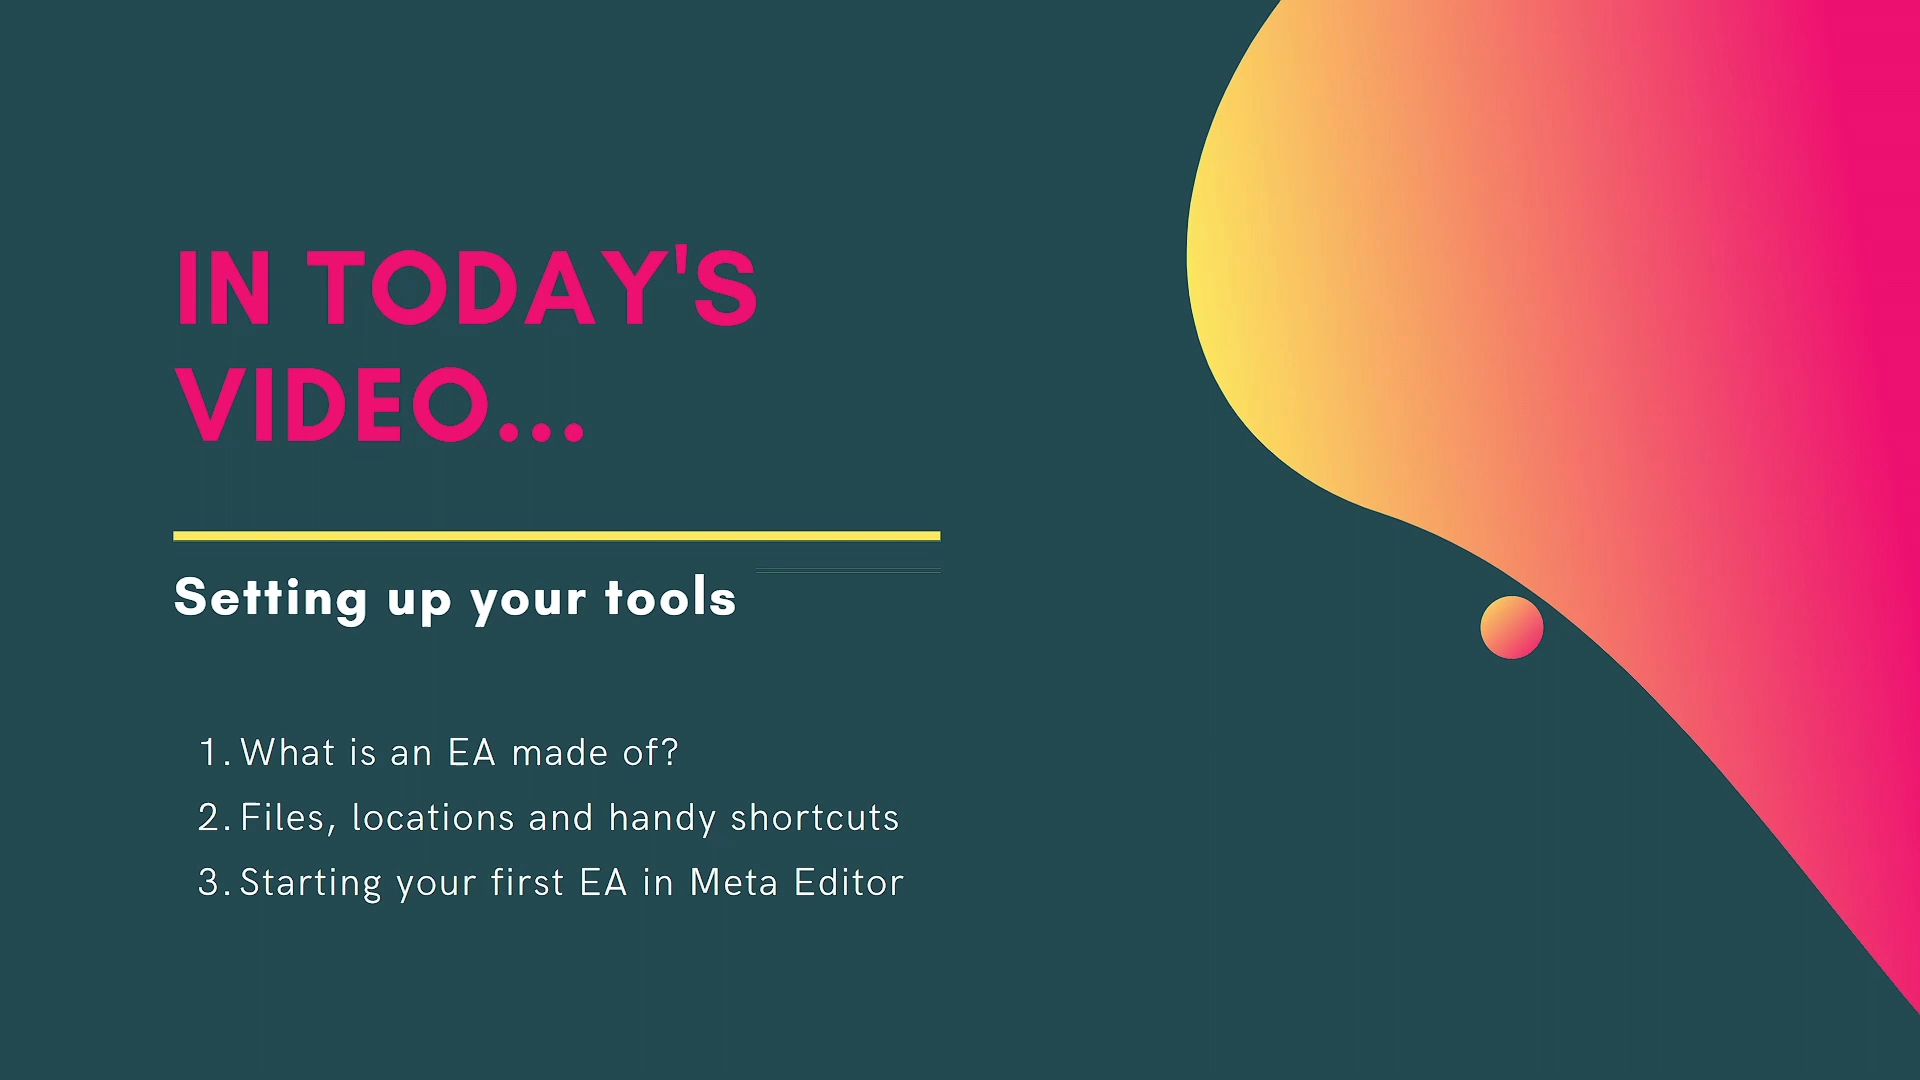 IN TODAY'S
VIDEO...
Setting up your tools
1. What is an EA made of?
2. Files, locations and handy shortcuts
3. Starting your first EA in Meta Editor